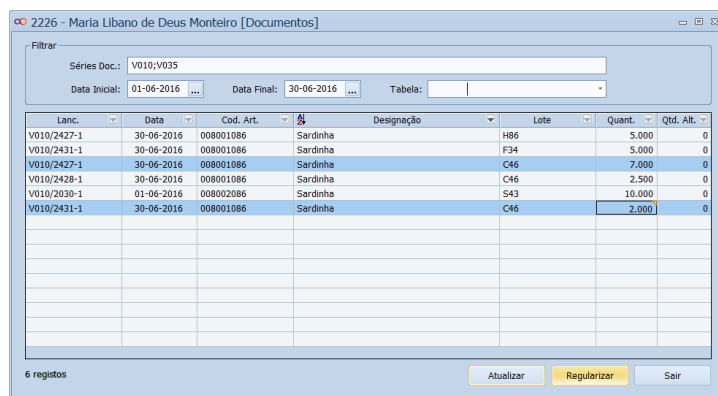 2226 - Maria Libano de Deus Monteiro [Documentos]
Filtrar
Séries Doc.: V010;V035
Data Inicial: 01-06-2016 ... Data Final: 30-06-2016 ... Tabela:
Lanc. Data Cod. Art. Designação Lote Quant. Qtd. Alt.
V010/2427-1 30-06-2016 008001086 Sardinha H86 5.000 0
V010/2431-1 30-06-2016 008001086 Sardinha F34 5.000 0
V010/2427-1 30-06-2016 008001086 Sardinha C46 7.000 0
V010/2428-1 30-06-2016 008001086 Sardinha C46 2.500 0
V010/2030-1 01-06-2016 008002086 Sardinha S43 10.000 0
V010/2431-1 30-06-2016 008001086 Sardinha C46 2.000 0
6 registos Atualizar Regularizar Sair